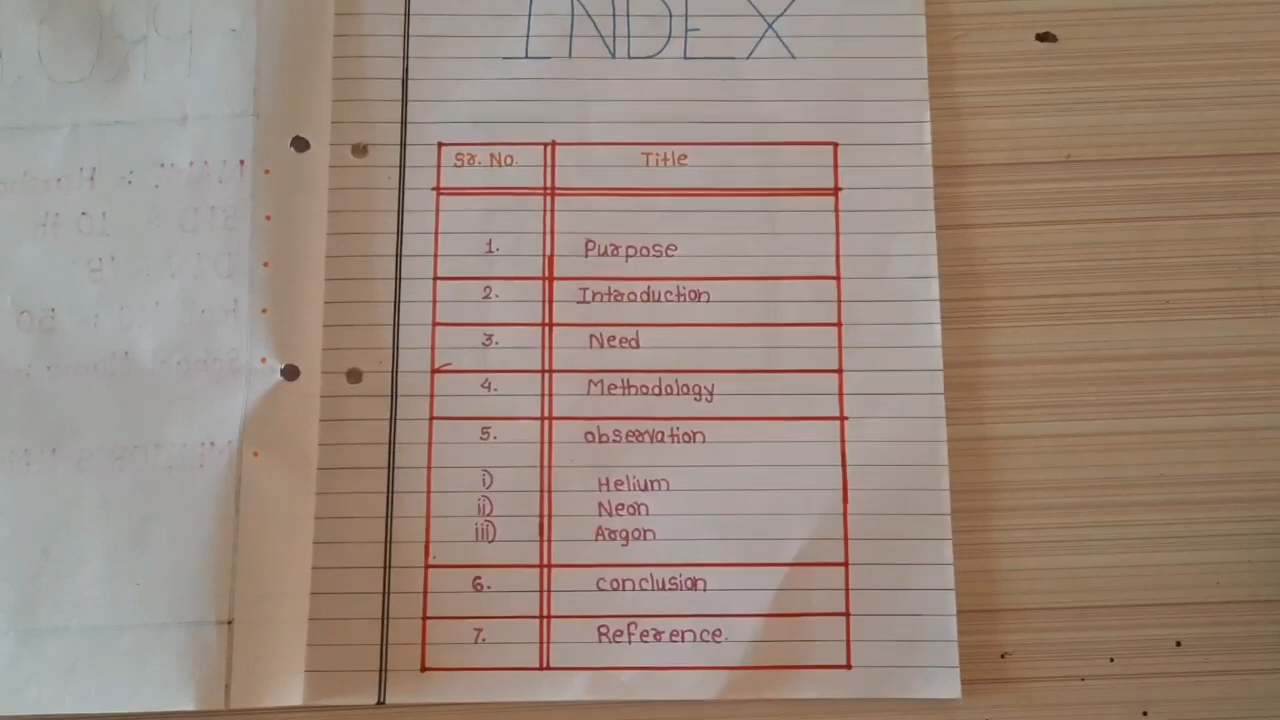 INDEX
Sr. No. Title
1. Purpose
2. Introduction
3. Need
4. Methodology
5. observation
i) Helium
ii) Neon
iii) Argon
6. conclusion
7. Reference.